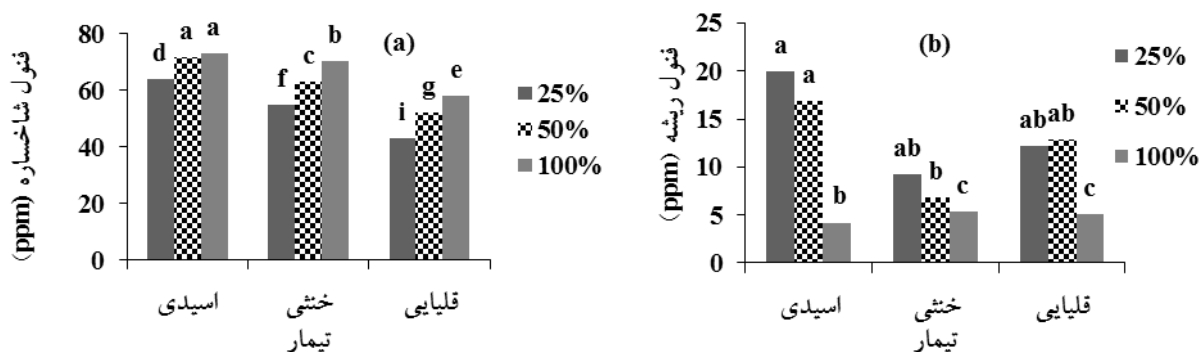 (a)
فنول شاخساره (ppm)
80
60
40
20
0
d a a
f c b
i g e
اسیدی خنثی قلیایی
تیمار
25%
50%
100%
(b)
فنول ریشه (ppm)
25
20
15
10
5
0
a a b
ab b c
ab ab c
اسیدی خنثی قلیایی
تیمار
25%
50%
100%